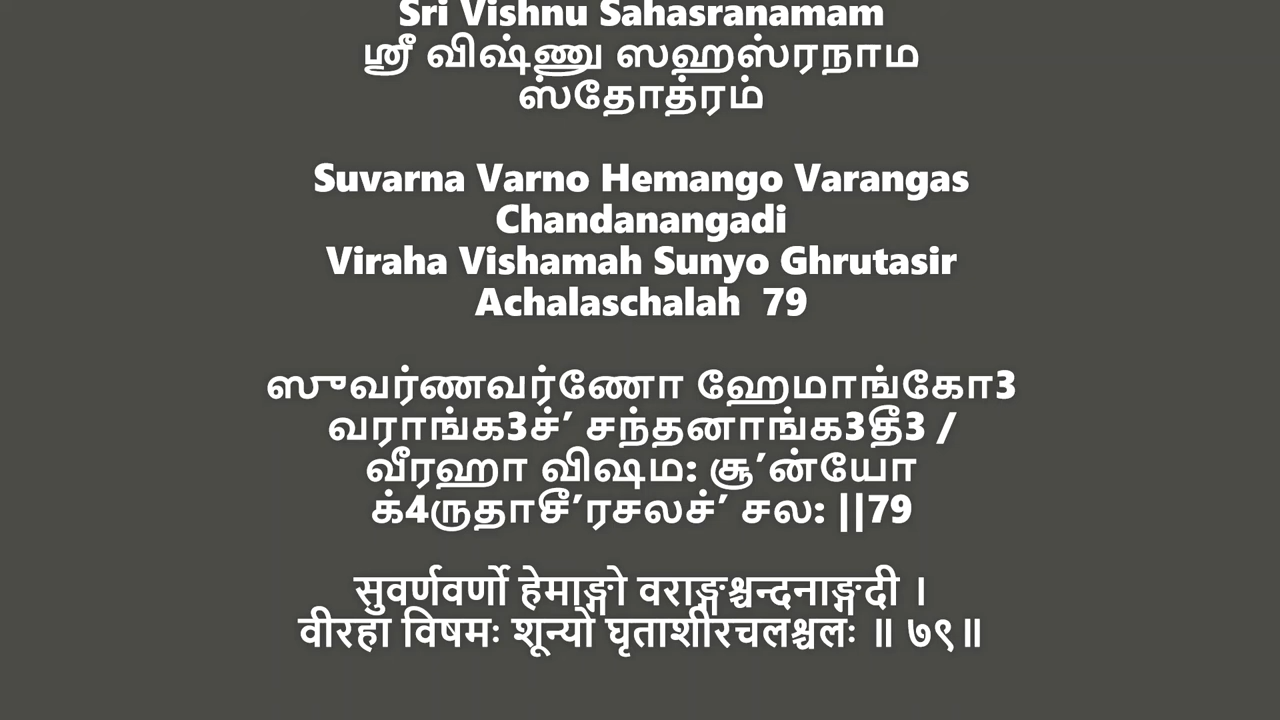 Sri Vishnu Sahasranamam
ஸ்ரீ விஷ்ணு ஸஹஸ்ரநாம
ஸ்தோத்ரம்
Suvarna Varno Hemango Varangas
Chandanangadi
Viraha Vishamah Sunyo Ghrutasir
Achalaschalah 79
ஸுவர்ணவர்ணோ ஹேமாங்கோ3
வராங்க3ச்’ சந்தனாங்க3தீ3 /
வீரஹா விஷம: சூ’ன்யோ
க்4ருதாசீ’ரசலச்’ சல: ||79
सुवर्णवर्णो हेमाङ्गो वराङ्गश्चन्दनाङ्गदी ।
वीरहा विषमः शून्यो घृताशीरचलश्चलः ॥ ७९॥